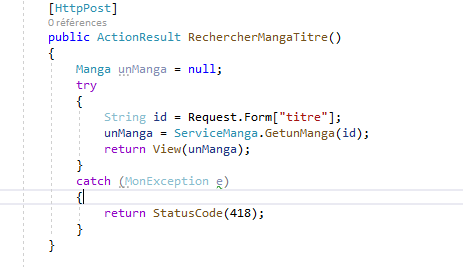 [HttpPost]
0 références
public ActionResult RechercherMangaTitre()
{
Manga unManga = null;
try
{
String id = Request.Form["titre"];
unManga = ServiceManga.GetunManga(id);
return View(unManga);
}
catch (MonException e)
{
return StatusCode(418);
}
}